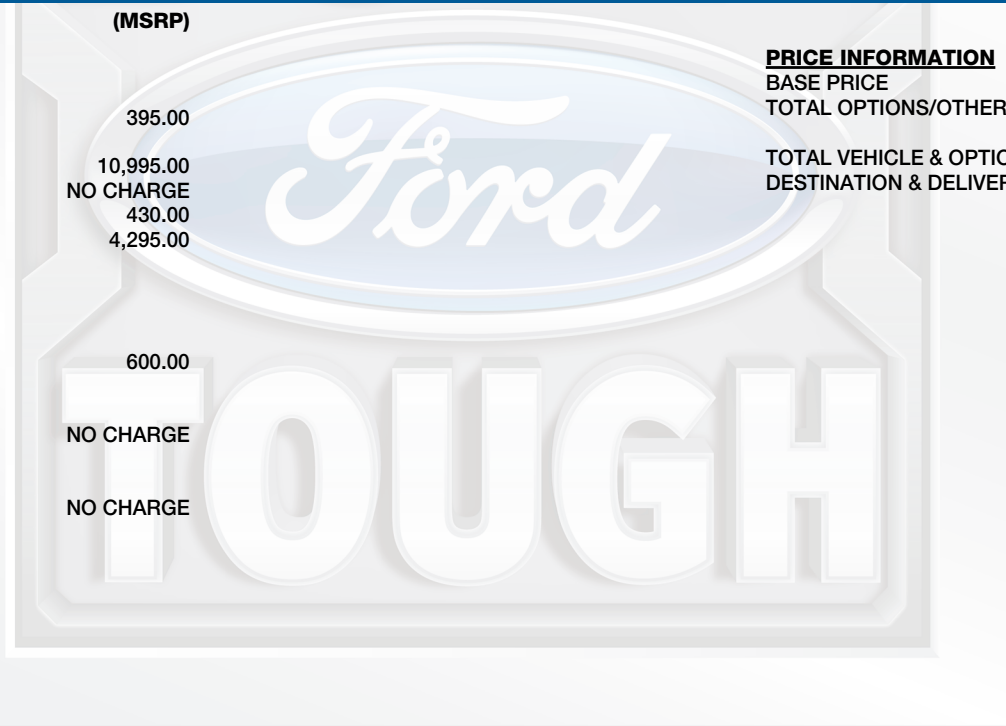 (MSRP)
395.00
10,995.00
NO CHARGE
430.00
4,295.00
600.00
NO CHARGE
NO CHARGE
PRICE INFORMATION
BASE PRICE
TOTAL OPTIONS/OTHER
TOTAL VEHICLE & OPTIO
DESTINATION & DELIVER
Ford
TOUGH